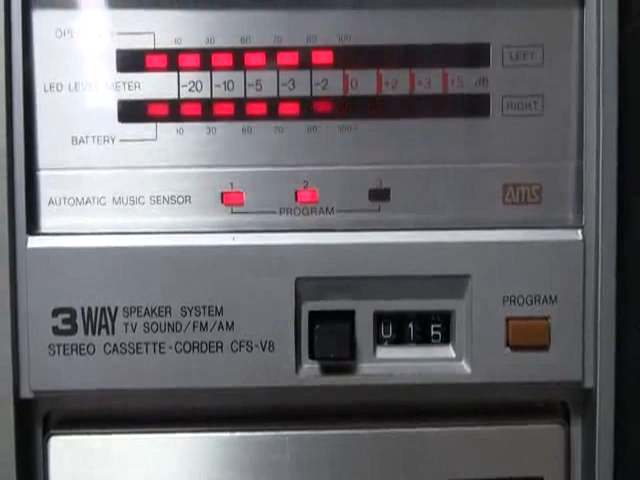 10 30 60 70 80 100
LEFT
LED LEVEL METER -20 -10 -5 -3 -2 0 +2 +3 +5 dB
RIGHT
10 30 60 70 80 100
BATTERY
1 2 3
AUTOMATIC MUSIC SENSOR
PROGRAM
AMS
3 WAY SPEAKER SYSTEM
TV SOUND/FM/AM
STEREO CASSETTE-CORDER CFS-V8
015
PROGRAM